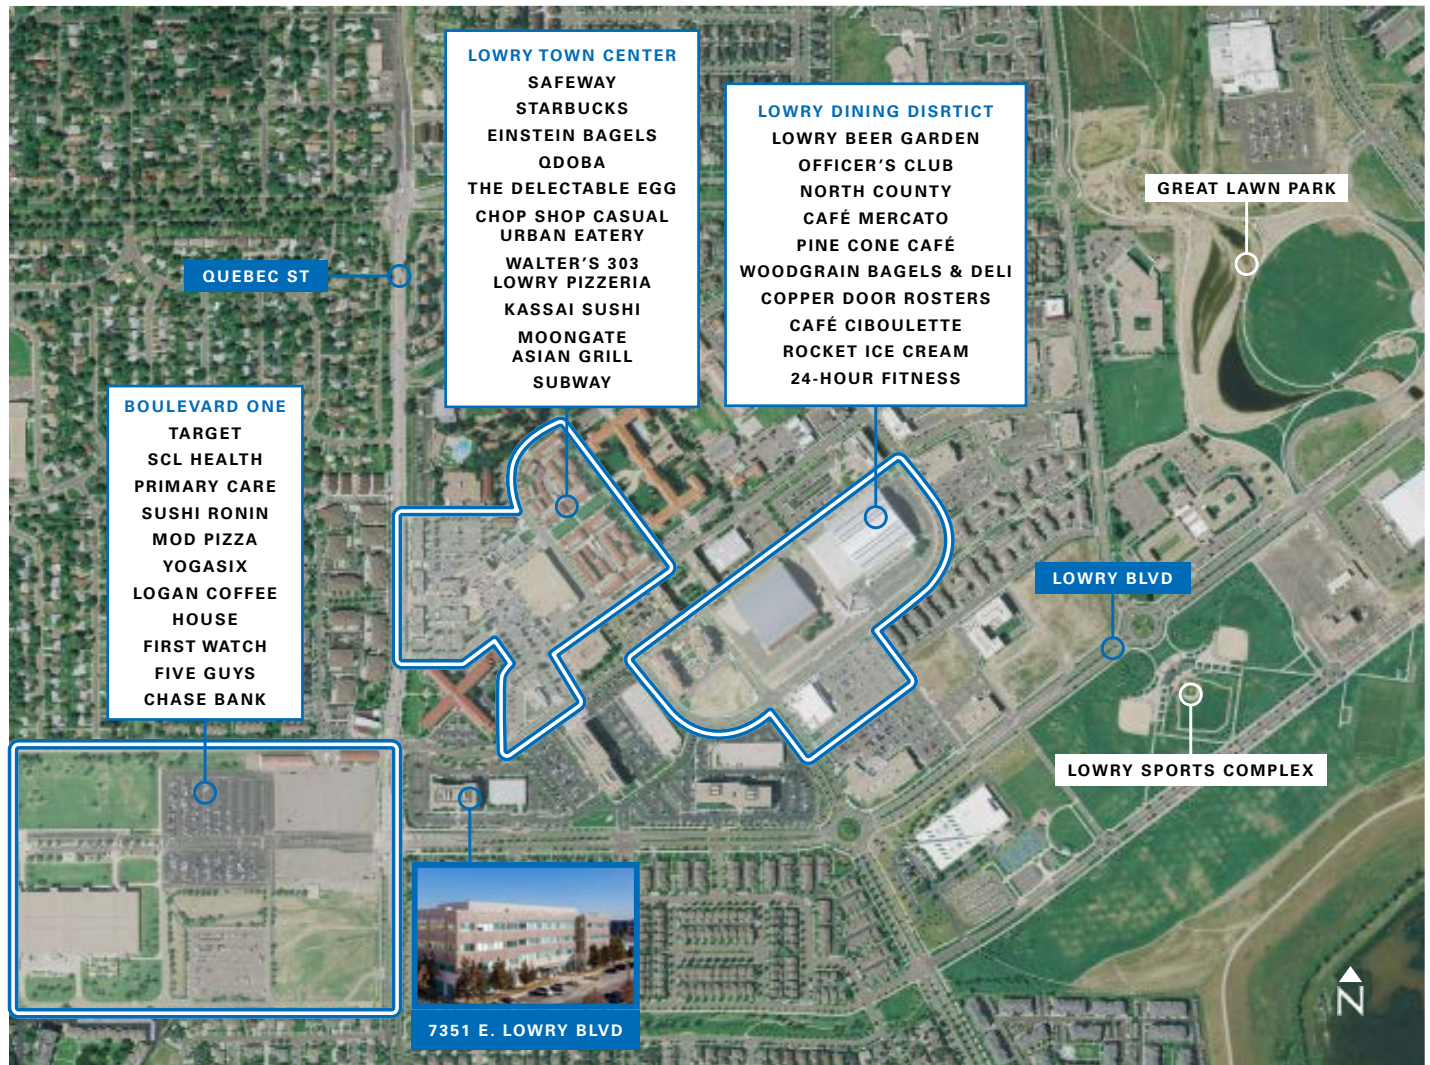 LOWRY TOWN CENTER
SAFEWAY
STARBUCKS
EINSTEIN BAGELS
QDOBA
THE DELECTABLE EGG
CHOP SHOP CASUAL
URBAN EATERY
WALTER'S 303
LOWRY PIZZERIA
KASSAI SUSHI
MOONGATE
ASIAN GRILL
SUBWAY
LOWRY DINING DISRTICT
LOWRY BEER GARDEN
OFFICER'S CLUB
NORTH COUNTY
CAFÉ MERCATO
PINE CONE CAFÉ
WOODGRAIN BAGELS & DELI
COPPER DOOR ROSTERS
CAFÉ CIBOULETTE
ROCKET ICE CREAM
24-HOUR FITNESS
GREAT LAWN PARK
QUEBEC ST
BOULEVARD ONE
TARGET
SCL HEALTH
PRIMARY CARE
SUSHI RONIN
MOD PIZZA
YOGASIX
LOGAN COFFEE
HOUSE
FIRST WATCH
FIVE GUYS
CHASE BANK
LOWRY BLVD
LOWRY SPORTS COMPLEX
7351 E. LOWRY BLVD
N